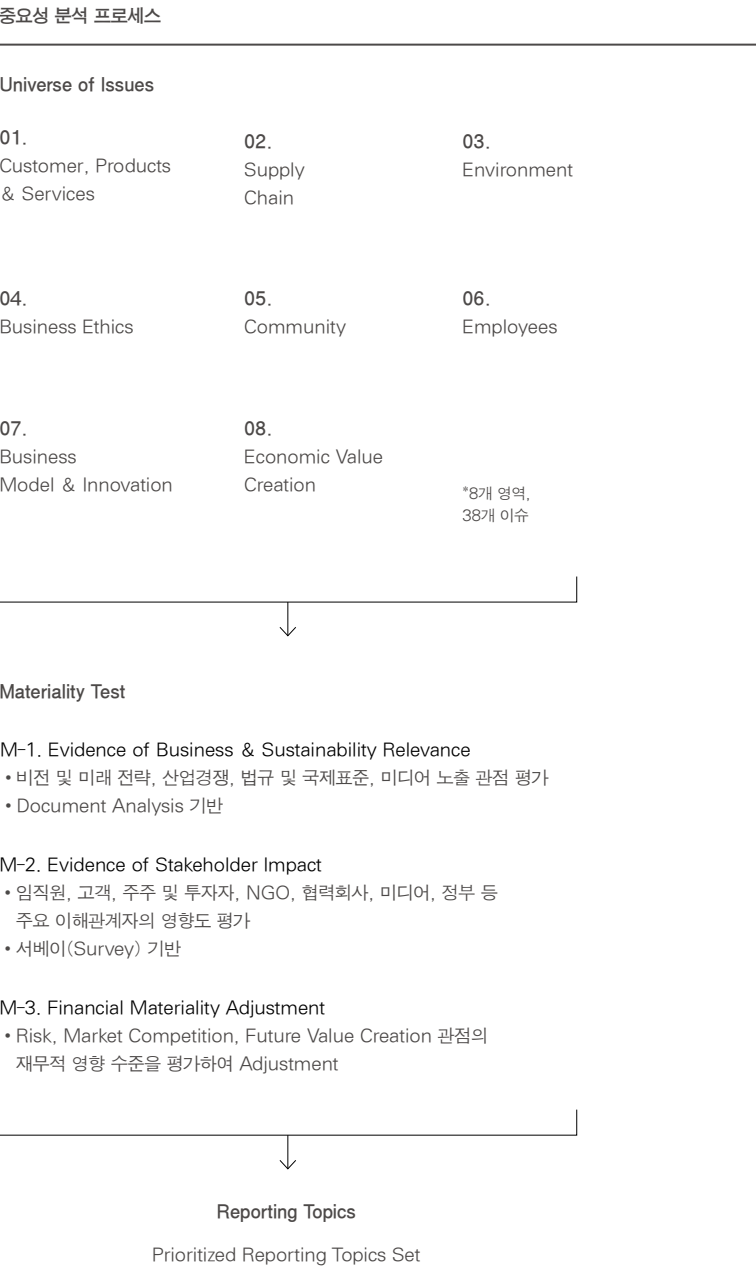 중요성 분석 프로세스
Universe of Issues
01.
Customer, Products
& Services
02.
Supply
Chain
03.
Environment
04.
Business Ethics
05.
Community
06.
Employees
07.
Business
Model & Innovation
08.
Economic Value
Creation
*8개 영역,
38개 이슈
Materiality Test
M-1. Evidence of Business & Sustainability Relevance
• 비전 및 미래 전략, 산업경쟁, 법규 및 국제표준, 미디어 노출 관점 평가
• Document Analysis 기반
M-2. Evidence of Stakeholder Impact
• 임직원, 고객, 주주 및 투자자, NGO, 협력회사, 미디어, 정부 등
주요 이해관계자의 영향도 평가
• 서베이(Survey) 기반
M-3. Financial Materiality Adjustment
• Risk, Market Competition, Future Value Creation 관점의
재무적 영향 수준을 평가하여 Adjustment
Reporting Topics
Prioritized Reporting Topics Set